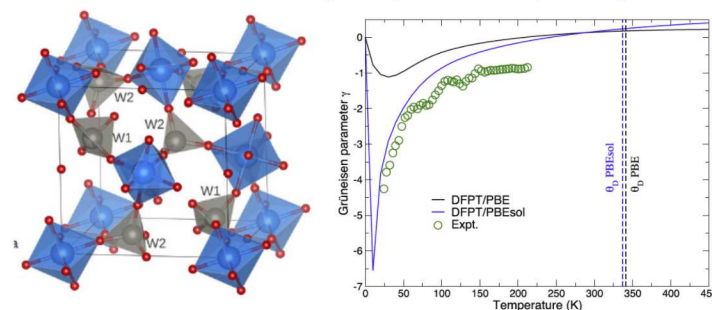 W2
W1
W2
W1
W2
a
Grüneisen parameter γ
0
-1
-2
-3
-4
-5
-6
-7
DFPT/PBE
DFPT/PBEsol
Expt.
θD PBEsol
θD PBE
0 50 100 150 200 250 300 350 400 45
Temperature (K)